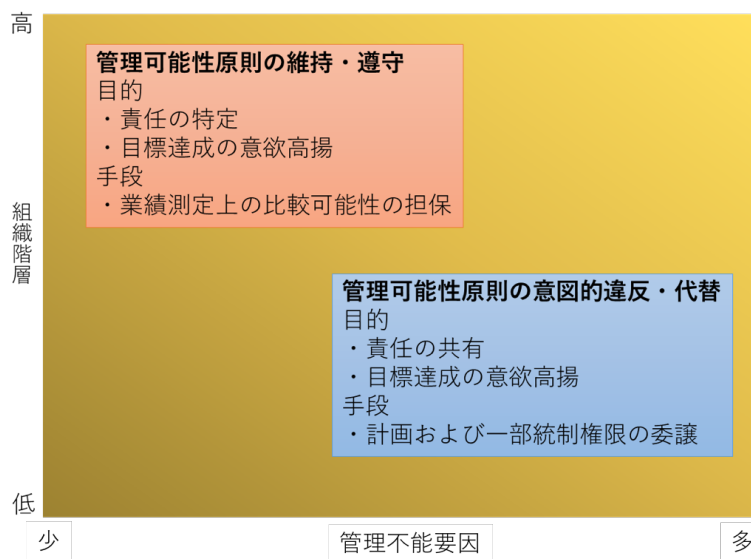 高
管理可能性原則の維持・遵守
目的
・責任の特定
・目標達成の意欲高揚
手段
・業績測定上の比較可能性の担保
組織階層
管理可能性原則の意図的違反・代替
目的
・責任の共有
・目標達成の意欲高揚
手段
・計画および一部統制権限の委譲
低
少
管理不能要因
多